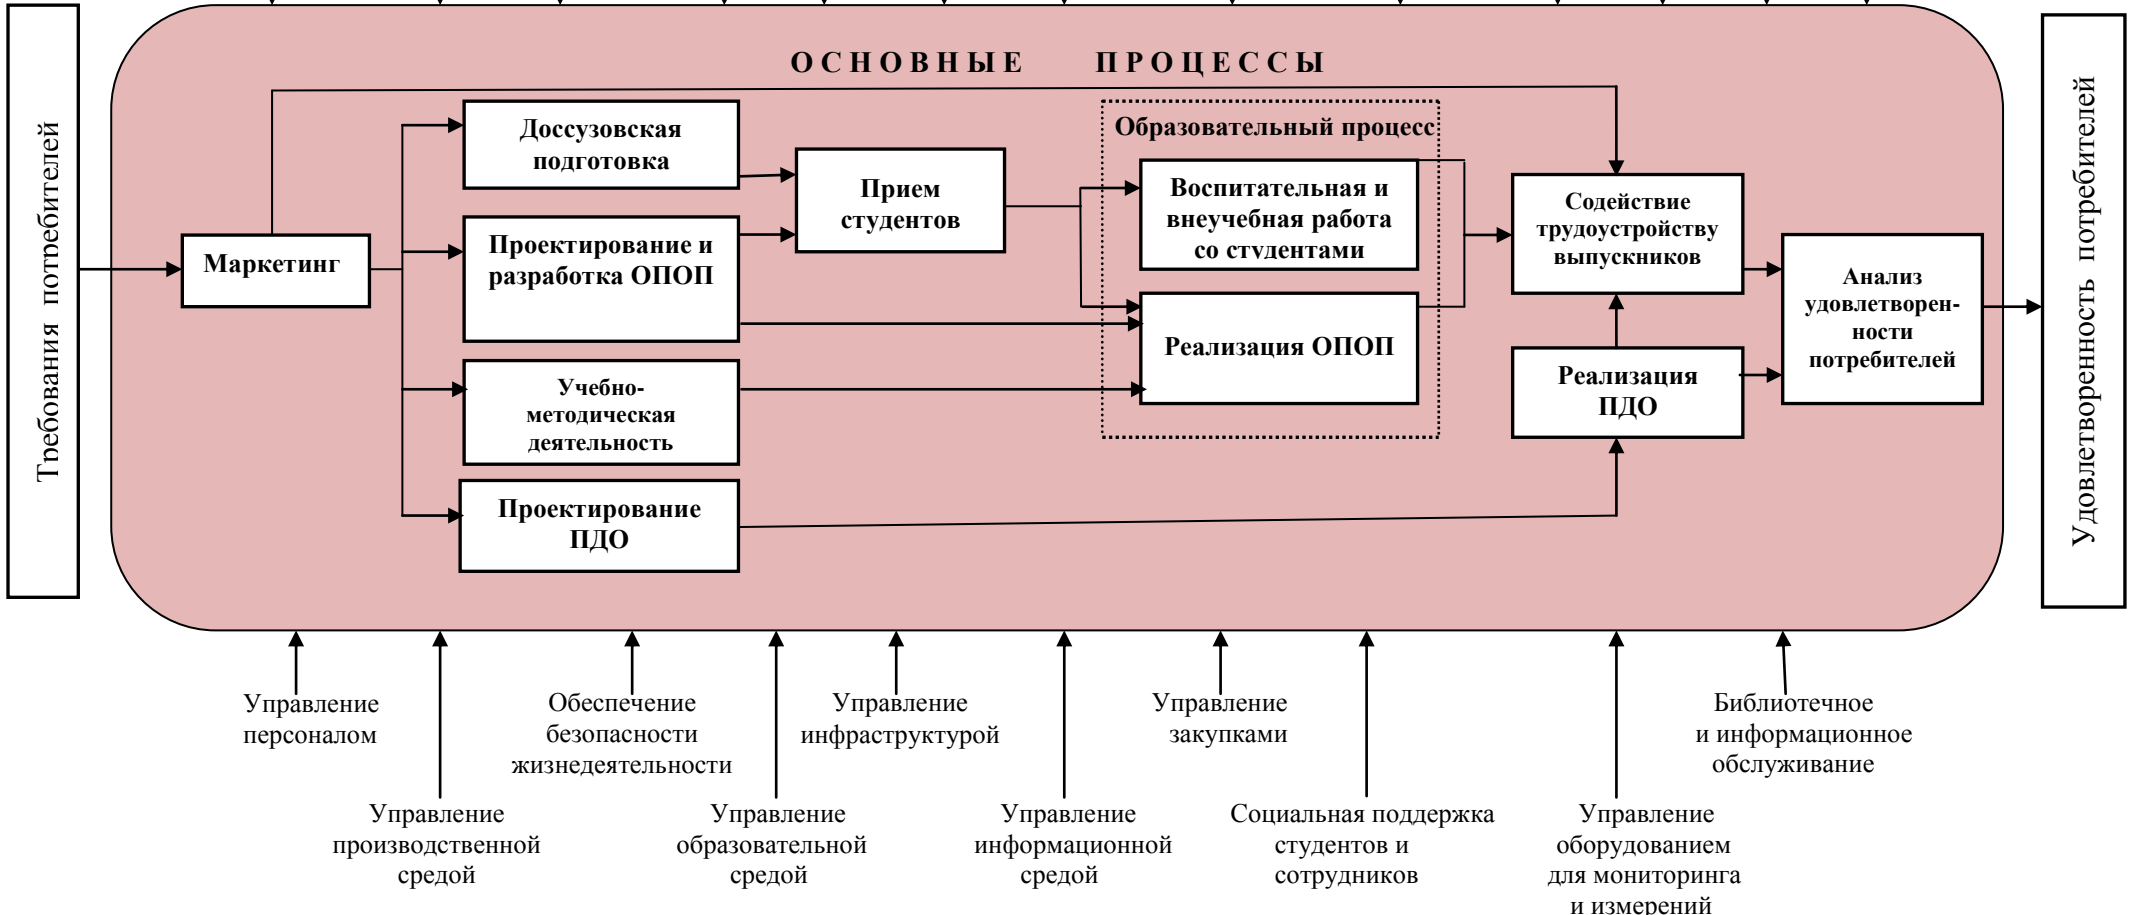 Требования потребителей
ОСНОВНЫЕ ПРОЦЕССЫ
Маркетинг
Доссузовская
подготовка
Проектирование и
разработка ОПОП
Учебно-
методическая
деятельность
Проектирование
ПДО
Прием
студентов
Образовательный процесс
Воспитательная и
внеучебная работа
со студентами
Реализация ОПОП
Содействие
трудоустройству
выпускников
Реализация
ПДО
Анализ
удовлетворен-
ности
потребителей
Удовлетворенность потребителей
Управление
персоналом
Обеспечение
безопасности
жизнедеятельности
Управление
инфраструктурой
Управление
закупками
Библиотечное
и информационное
обслуживание
Управление
производственной
средой
Управление
образовательной
средой
Управление
информационной
средой
Социальная поддержка
студентов и
сотрудников
Управление
оборудованием
для мониторинга
и измерений